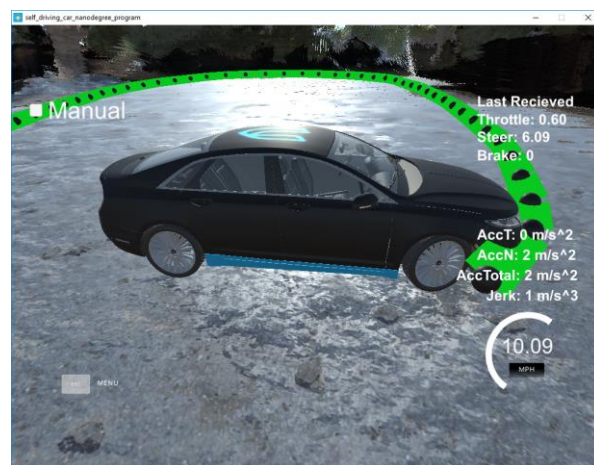 self_driving_car_nanodegree_program
Manual
Last Recieved
Throttle: 0.60
Steer: 6.09
Brake: 0
AccT: 0 m/s^2
AccN: 2 m/s^2
AccTotal: 2 m/s^2
Jerk: 1 m/s^3
10.09
MPH
MENU